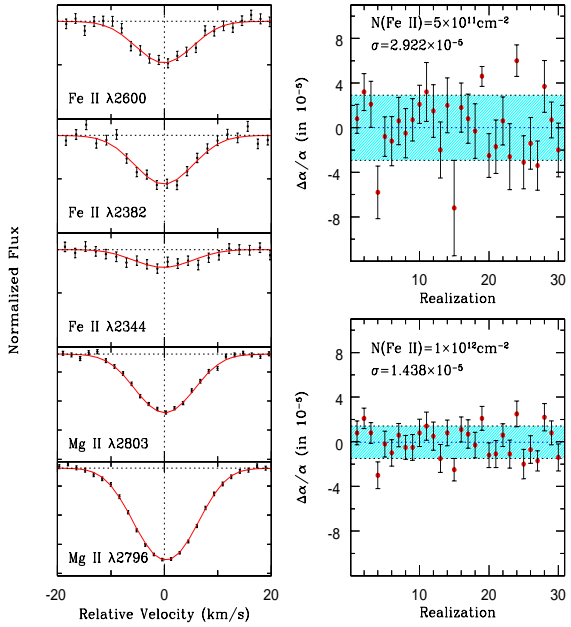 Normalized Flux
Fe II λ2600
Fe II λ2382
Fe II λ2344
Mg II λ2803
Mg II λ2796
-20 -10 0 10 20
Relative Velocity (km/s)
N(Fe II)=5×10¹¹cm⁻²
σ=2.922×10⁻⁵
Δα/α (in 10⁻⁵)
8
4
0
-4
-8
10 20 30
Realization
N(Fe II)=1×10¹²cm⁻²
σ=1.438×10⁻⁵
Δα/α (in 10⁻⁵)
8
4
0
-4
-8
10 20 30
Realization